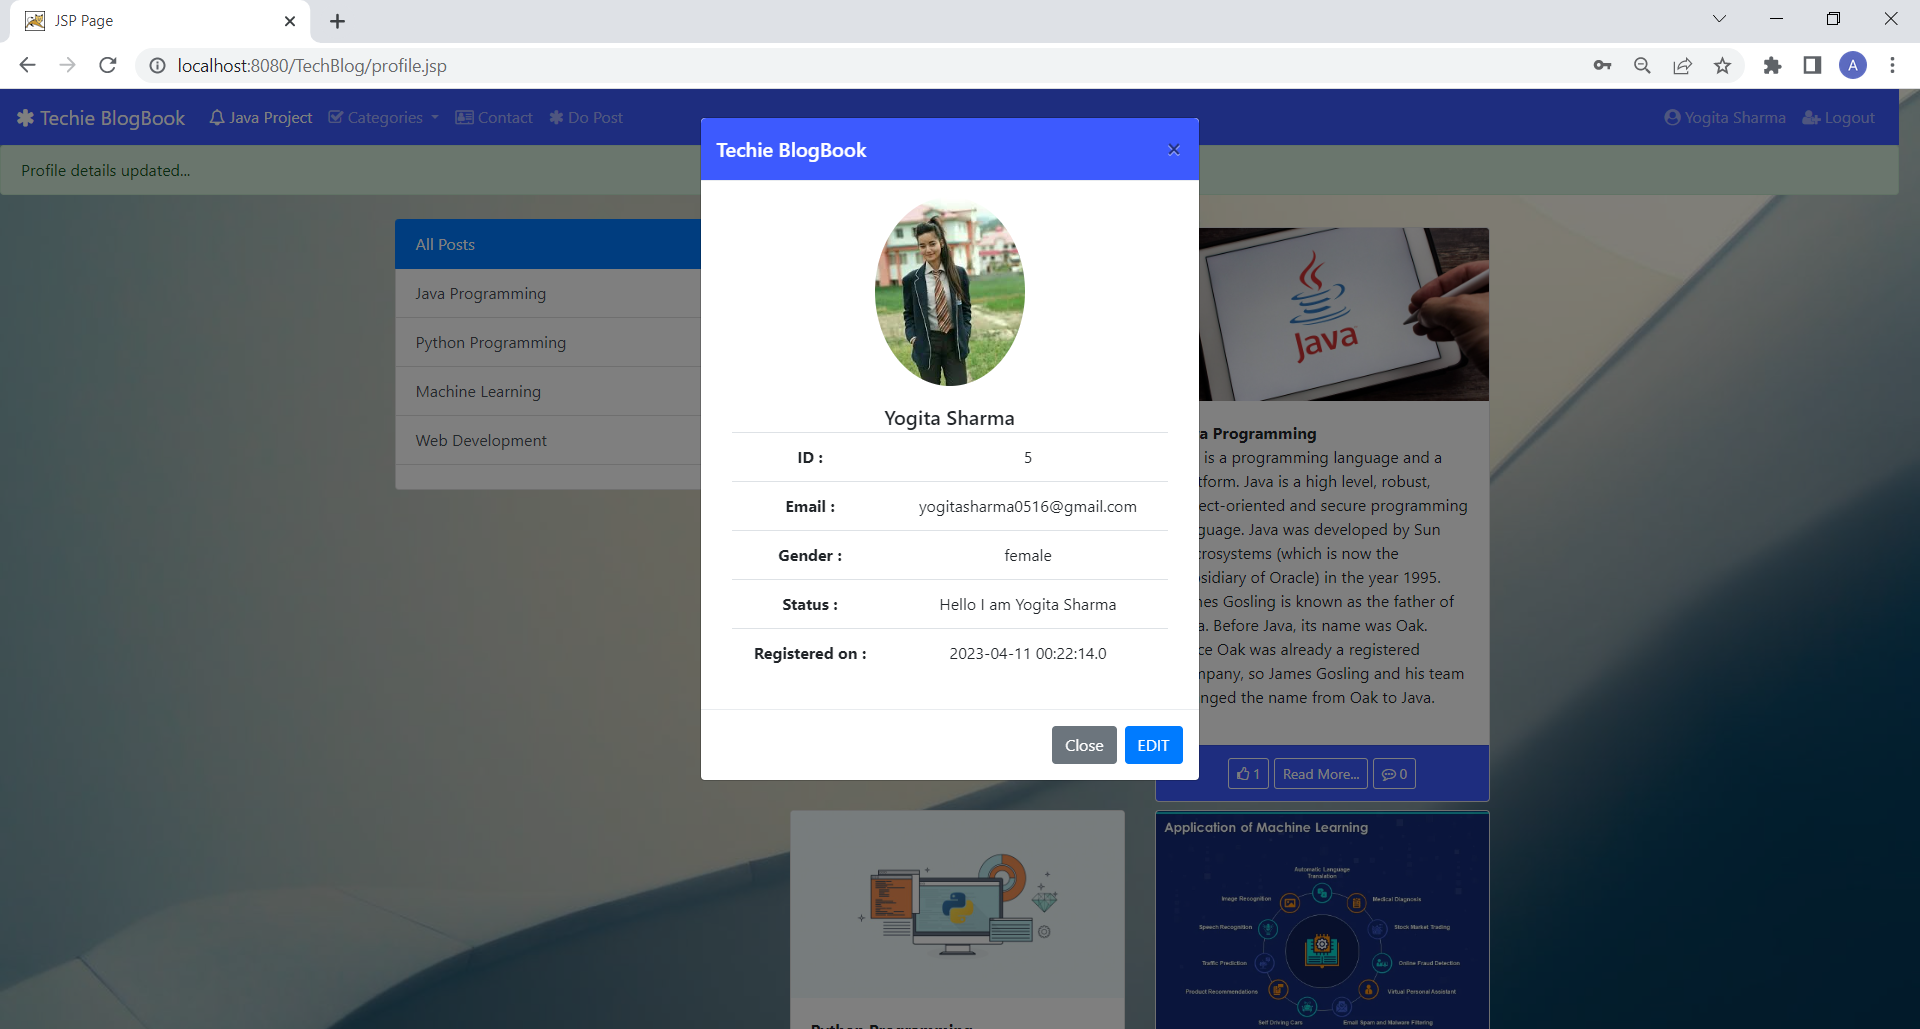 JSP Page
localhost:8080/TechBlog/profile.jsp
A
Techie BlogBook
Java Project
Categories
Contact
Do Post
Yogita Sharma
Logout
Profile details updated...
All Posts
Java Programming
Python Programming
Machine Learning
Web Development
Techie BlogBook
×
Yogita Sharma
ID : 5
Email : yogitasharma0516@gmail.com
Gender : female
Status : Hello I am Yogita Sharma
Registered on : 2023-04-11 00:22:14.0
Close
EDIT
Java
a Programming
is a programming language and a
tform. Java is a high level, robust,
ect-oriented and secure programming
guage. Java was developed by Sun
crosystems (which is now the
sidiary of Oracle) in the year 1995.
nes Gosling is known as the father of
a. Before Java, its name was Oak.
ce Oak was already a registered
mpany, so James Gosling and his team
nged the name from Oak to Java.
1
Read More...
0
Python Programming
Application of Machine Learning
Automatic Language
Translation
Image Recognition
Medical Diagnosis
Speech Recognition
Stock Market Trading
Traffic Prediction
Online Fraud Detection
Product Recommendations
Virtual Personal Assistant
Self Driving Cars
Email Spam and Malware Filtering